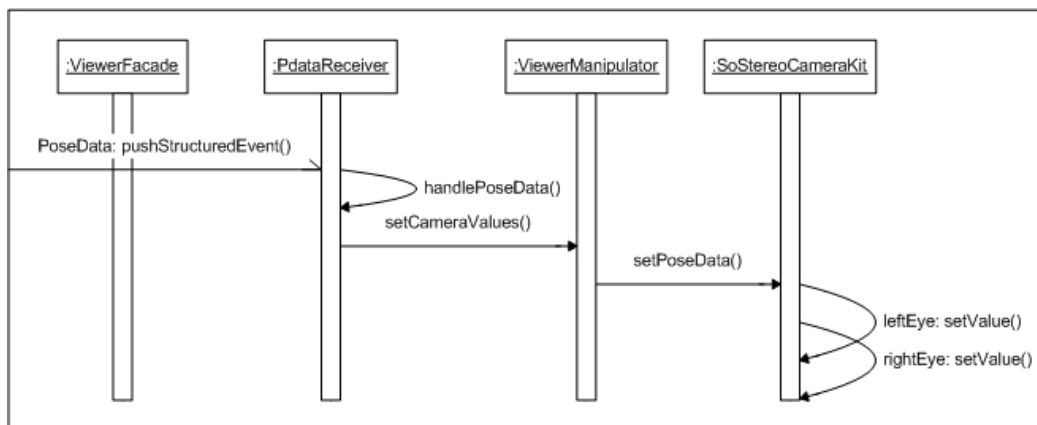 :ViewerFacade
:PdataReceiver
:ViewerManipulator
:SoStereoCameraKit
PoseData: pushStructuredEvent()
handlePoseData()
setCameraValues()
setPoseData()
leftEye: setValue()
rightEye: setValue()